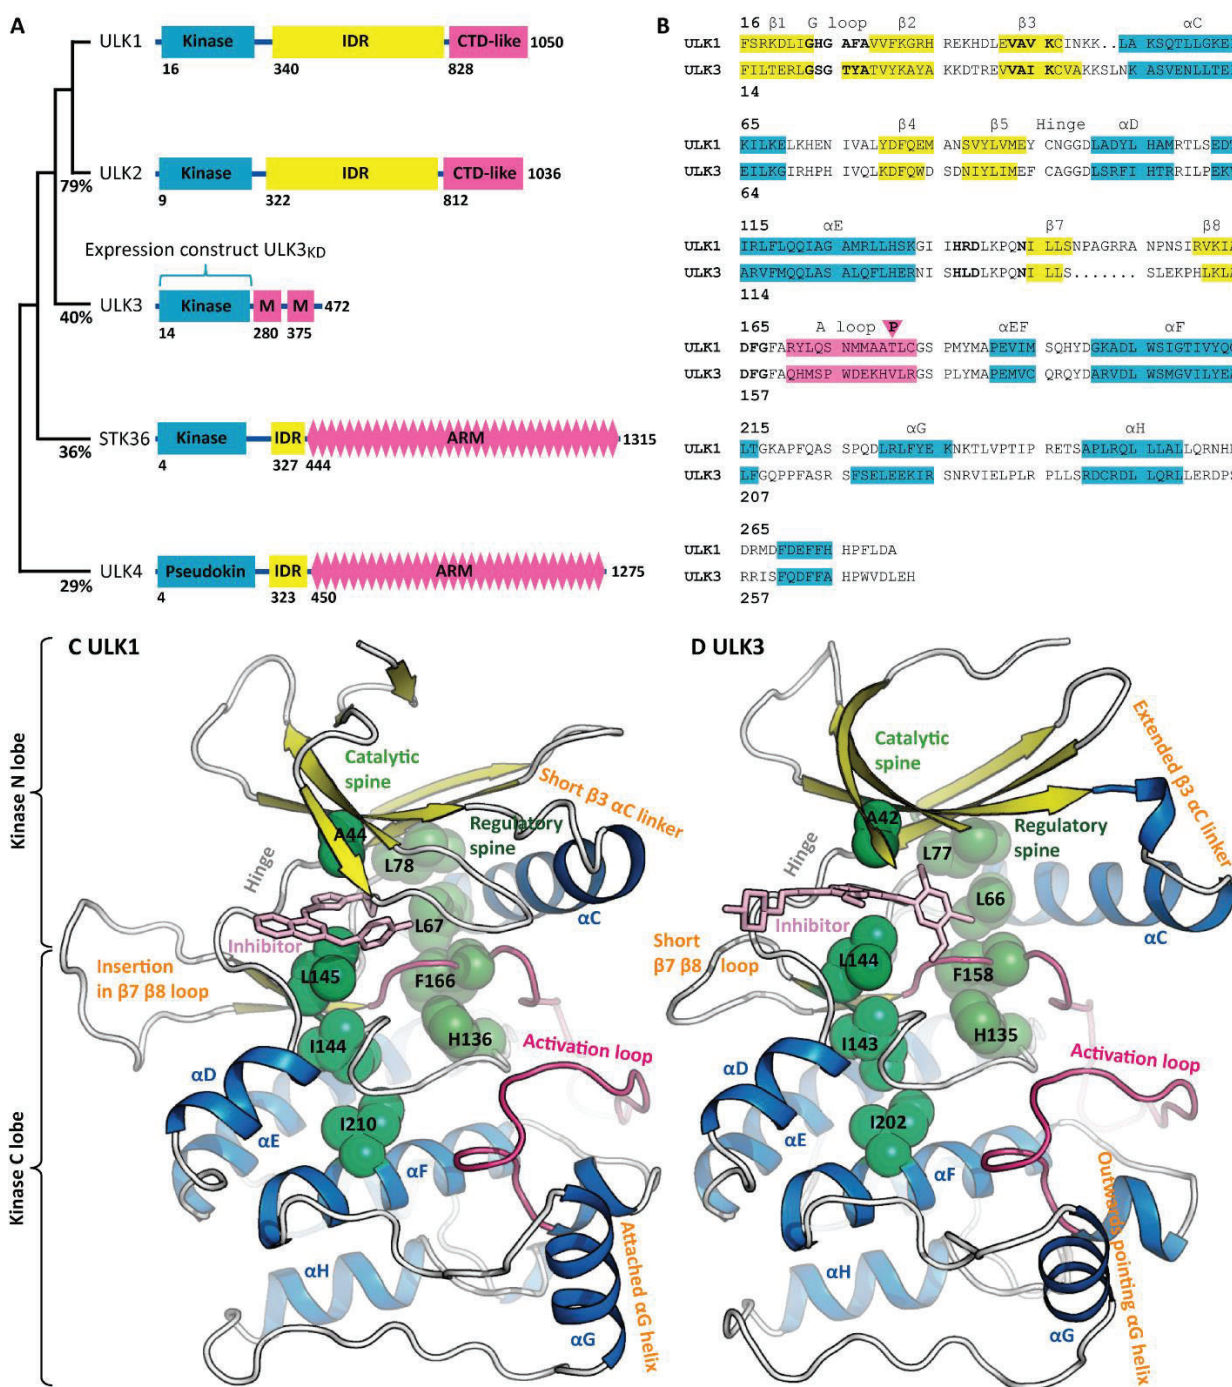 A
ULK1 Kinase IDR CTD-like 1050
16 340 828
79%
ULK2 Kinase IDR CTD-like 1036
9 322 812
Expression construct ULK3KD
40%
ULK3 Kinase M M 472
14 280 375
36%
STK36 Kinase IDR ARM 1315
4 327 444
29%
ULK4 Pseudokin IDR ARM 1275
4 323 450
B
16 β1 G loop β2 β3 αC
ULK1 FSRKDLIGHG AFAVVFKGRH REKHDLEVAV KCINKK..LA KSQTLLGKE
ULK3 FILTERLGSG TYATVYKAYA KKDTREVVAI KCVAKKSLNK ASVENLLTE
14
65 β4 β5 Hinge αD
ULK1 KILKELKHEN IVALYDFQEM ANSVYLVMEY CNGGDLADYL HAMRTLSED
ULK3 EILKGIRHPH IVQLKDFQWD SDNIYLIMEF CAGGDLSRFI HTRRILPEK
64
115 αE β7 β8
ULK1 IRLFLQQIAG AMRLLHSKGI IHRDLKPQNI LLSNPAGRRA NPNSIRVKI
ULK3 ARVFMQQLAS ALQFLHERNI SHLDLKPQNI LLS....... SLEKPHLKL
114
165 A loop P αEF αF
ULK1 DFGFARYLQS NMMAATLCGS PMYMAPEVIM SQHYDGKADL WSIGTIVYQ
ULK3 DFGFAQHMSP WDEKHVLRGS PLYMAPEMVC QRQYDARVDL WSMGVILYE
157
215 αG αH
ULK1 LTGKAPFQAS SPQDLRLFYE KNKTLVPTIP RETSAPLRQL LLALLQRNH
ULK3 LFGQPPFASR SFSELEEKIR SNRVIELPLR PLLSRDCRDL LQRLLERDP
207
265
ULK1 DRMDFDEFFH HPFLDA
ULK3 RRISFQDFFA HPWVDLEH
257
Kinase N lobe
Kinase C lobe
C ULK1
Catalytic
spine
Short β3 αC linker
A44
Regulatory
spine
L78
Hinge
αC
L67
Inhibitor
Insertion
in β7 β8 loop
L145
F166
I144
H136
Activation loop
αD
αE
I210
αF
αH
αG
Attached αG helix
D ULK3
Catalytic
spine
Extended β3 αC linker
A42
Regulatory
spine
L77
Hinge
L66
αC
Inhibitor
Short
β7 β8 loop
L144
F158
I143
H135
Activation loop
αD
αE
I202
αF
αH
αG
Outwards pointing αG helix